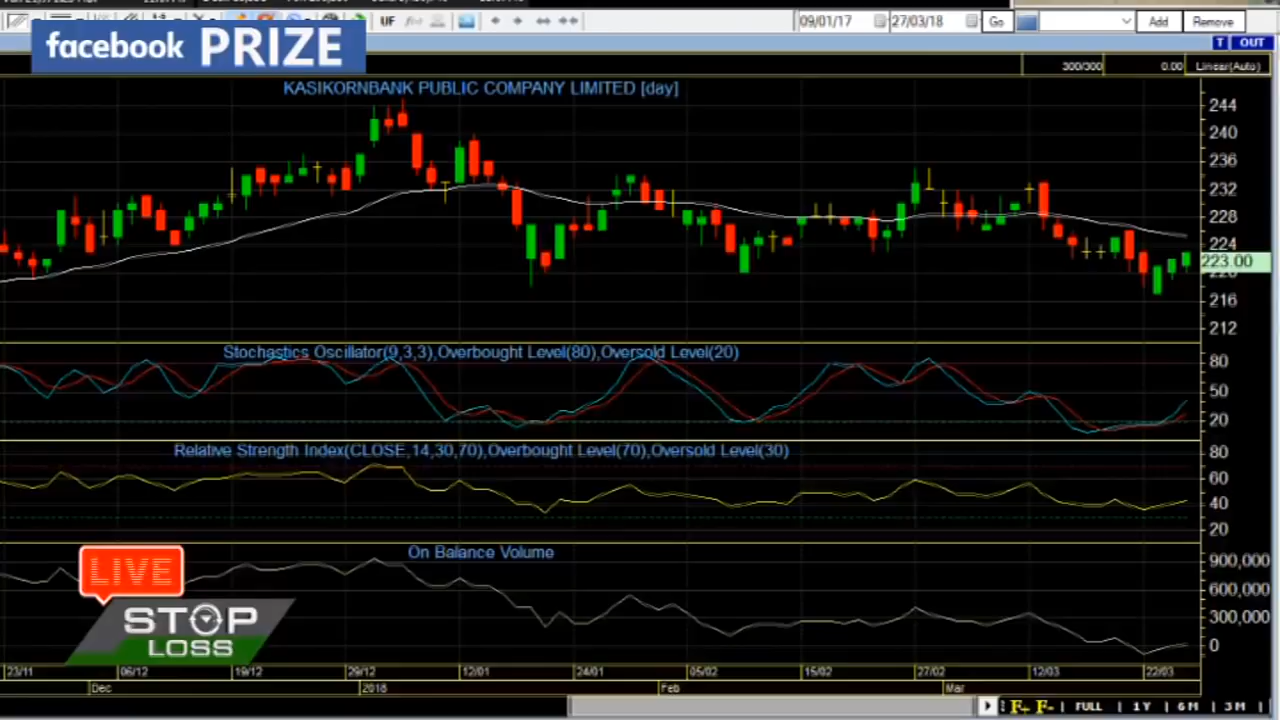 UF
09/01/17 27/03/18 Go Add Remove
facebook PRIZE
T OUT
300/300 0.00 Linear(Auto)
KASIKORNBANK PUBLIC COMPANY LIMITED [day]
244
240
236
232
228
224
223.00
220
216
212
Stochastics Oscillator(9,3,3),Overbought Level(80),Oversold Level(20)
80
50
20
Relative Strength Index(CLOSE,14,30,70),Overbought Level(70),Oversold Level(30)
80
60
40
20
On Balance Volume
900,000
600,000
300,000
0
LIVE
STOP
LOSS
23/11 06/12 19/12 29/12 12/01 24/01 05/02 15/02 27/02 12/03 22/03
Dec 2018 Feb Mar
F+ F- FULL 1Y 6M 3M